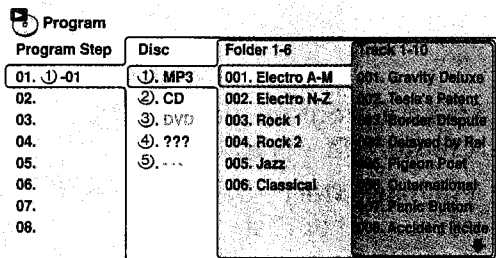 Program
Program Step Disc Folder 1-6 Track 1-10
01. ①-01 ①. MP3 001. Electro A-M 001. Gravity Deluxe
02. ②. CD 002. Electro N-Z 002. Tesla's Patent
03. ③. DVD 003. Rock 1 003. Border Dispute
04. ④. ??? 004. Rock 2 004. Delayed by Rai
05. ⑤. --- 005. Jazz 005. Pigeon Post
06. 006. Classical 006. Outernational
07. 007. Panic Button
08. 008. Accident Incide